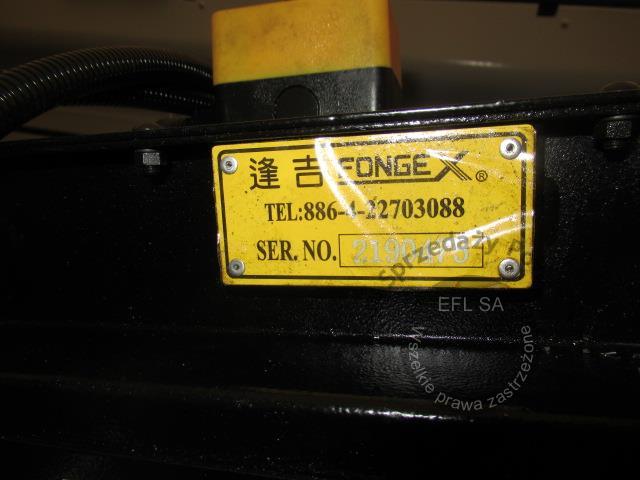 逢吉 FONGEX ®
TEL:886-4-22703088
SER. NO.
Sprzedaży
EFL SA
Wszelkie prawa zastrzeżone